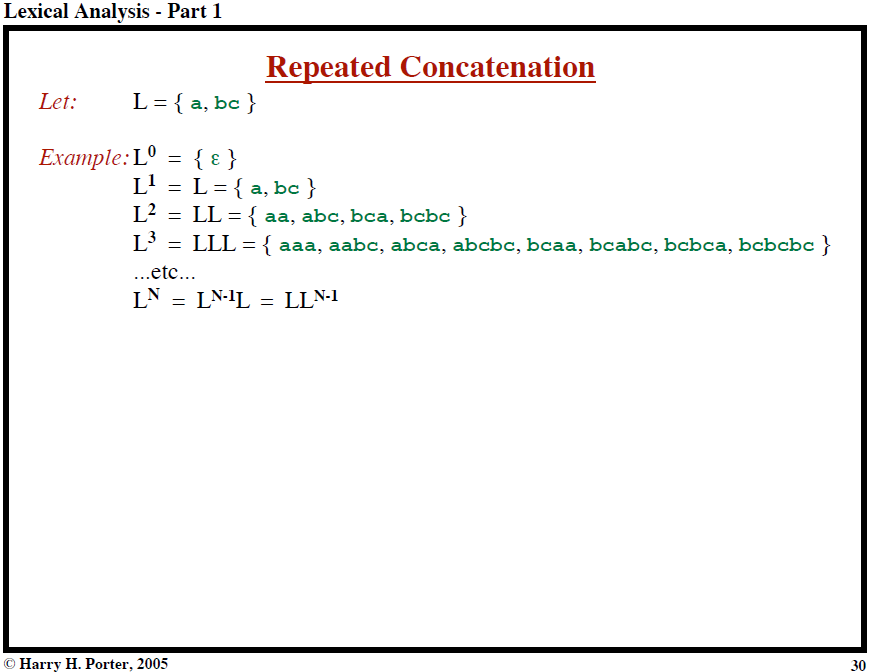 Lexical Analysis - Part 1
Repeated Concatenation
Let: L = { a, bc }
Example: L⁰ = { ε }
L¹ = L = { a, bc }
L² = LL = { aa, abc, bca, bcbc }
L³ = LLL = { aaa, aabc, abca, abcbc, bcaa, bcabc, bcbca, bcbcbc }
...etc...
Lᴺ = Lᴺ⁻¹L = LLᴺ⁻¹
© Harry H. Porter, 2005 30